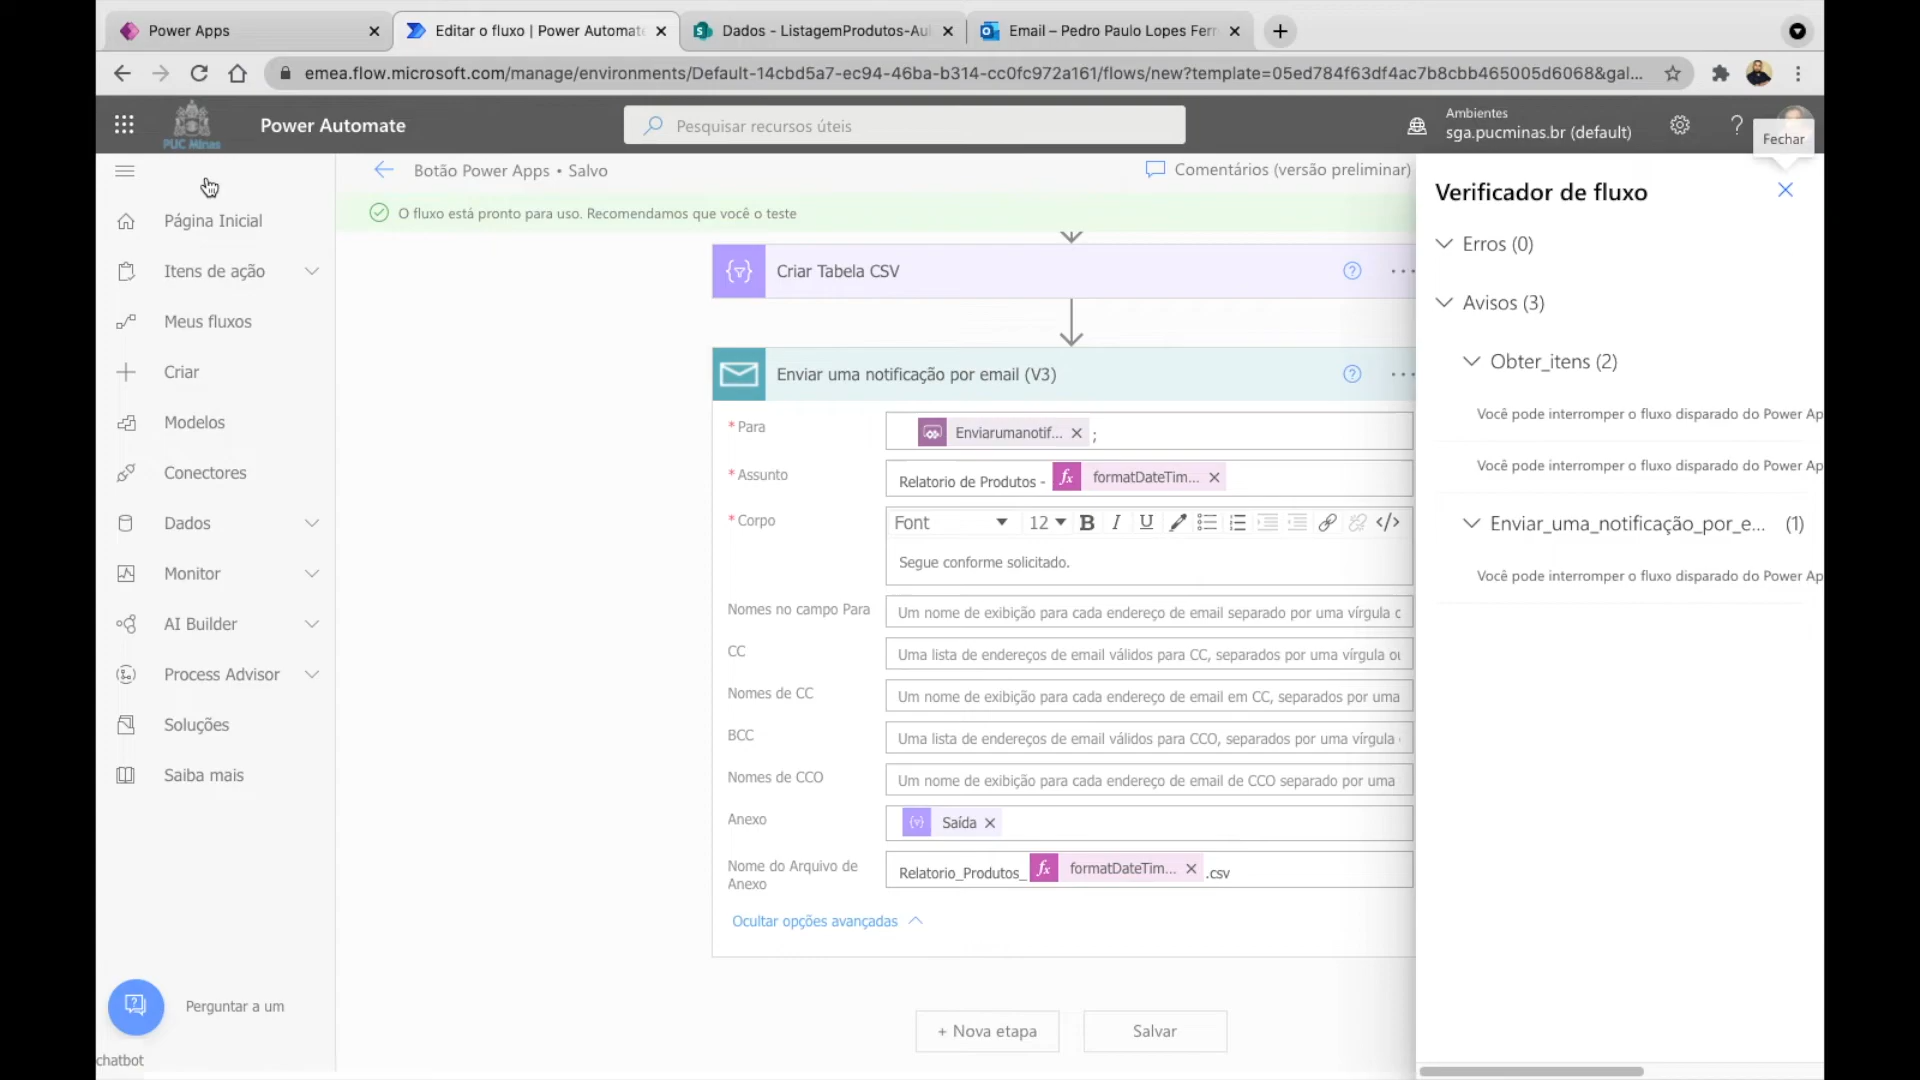 Power Apps
Editar o fluxo | Power Automate
Dados - ListagemProdutos-Aul
Email – Pedro Paulo Lopes Fern
emea.flow.microsoft.com/manage/environments/Default-14cbd5a7-ec94-46ba-b314-cc0fc972a161/flows/new?template=05ed784f63df4ac7b8cbb465005d6068&gal...
PUC Minas
Power Automate
Pesquisar recursos úteis
Ambientes
sga.pucminas.br (default)
?
Fechar
Página Inicial
Itens de ação
Meus fluxos
Criar
Modelos
Conectores
Dados
Monitor
AI Builder
Process Advisor
Soluções
Saiba mais
Perguntar a um
chatbot
Botão Power Apps • Salvo
Comentários (versão preliminar)
O fluxo está pronto para uso. Recomendamos que você o teste
Criar Tabela CSV
Enviar uma notificação por email (V3)
* Para
Enviarumanotif... ;
* Assunto
Relatorio de Produtos - fx formatDateTim...
* Corpo
Font 12 B I U </>
Segue conforme solicitado.
Nomes no campo Para
Um nome de exibição para cada endereço de email separado por uma vírgula c
CC
Uma lista de endereços de email válidos para CC, separados por uma vírgula ou
Nomes de CC
Um nome de exibição para cada endereço de email em CC, separados por uma
BCC
Uma lista de endereços de email válidos para CCO, separados por uma vírgula
Nomes de CCO
Um nome de exibição para cada endereço de email de CCO separado por uma
Anexo
Saída
Nome do Arquivo de
Anexo
Relatorio_Produtos_ fx formatDateTim... .csv
Ocultar opções avançadas
+ Nova etapa
Salvar
Verificador de fluxo
Erros (0)
Avisos (3)
Obter_itens (2)
Você pode interromper o fluxo disparado do Power Ap
Você pode interromper o fluxo disparado do Power Ap
Enviar_uma_notificação_por_e... (1)
Você pode interromper o fluxo disparado do Power Ap